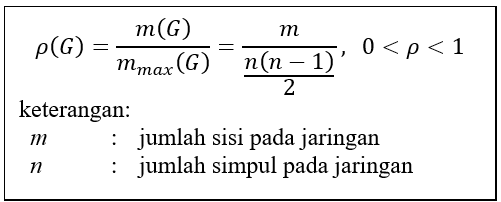 ρ(G) = m(G) / m_max(G) = m / (n(n − 1) / 2), 0 < ρ < 1
keterangan:
m : jumlah sisi pada jaringan
n : jumlah simpul pada jaringan